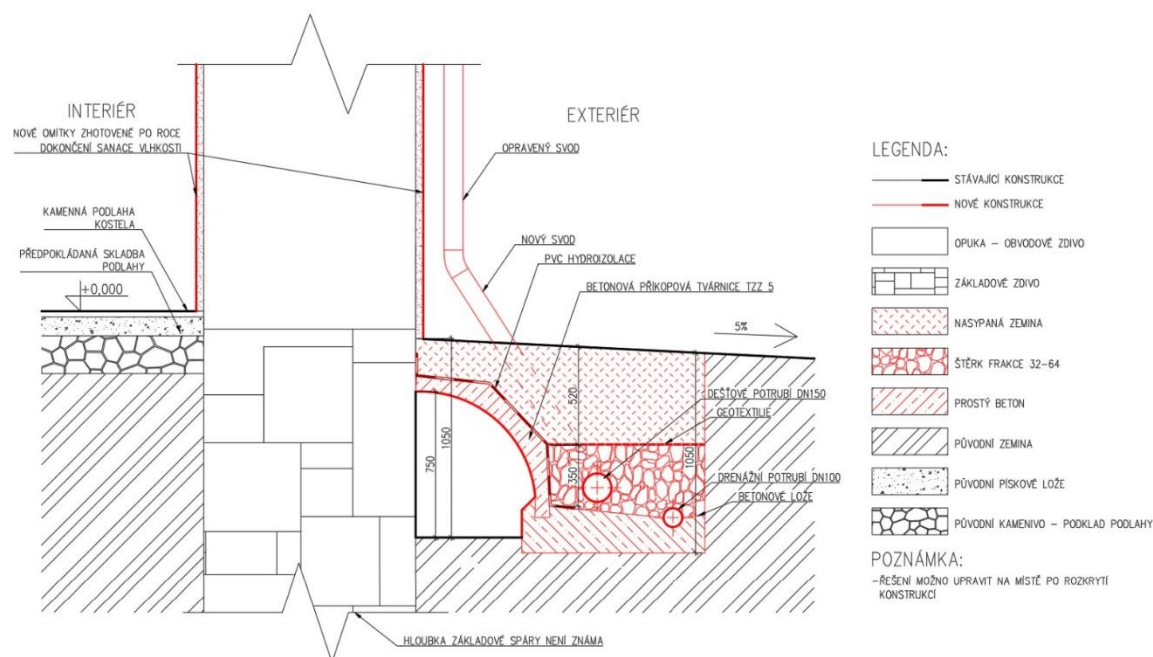 INTERIÉR
NOVÉ OMÍTKY ZHOTOVENÉ PO ROCE
DOKONČENÍ SANACE VLHKOSTI
KAMENNÁ PODLAHA
KOSTELA
PŘEDPOKLÁDANÁ SKLADBA
PODLAHY
+0,000
EXTERIÉR
OPRAVENÝ SVOD
NOVÝ SVOD
PVC HYDROIZOLACE
BETONOVÁ PŘÍKOPOVÁ TVÁRNICE TZZ 5
5%
520
DEŠŤOVÉ POTRUBÍ DN150
GEOTEXTILIE
750
1050
350
1050
DRENÁŽNÍ POTRUBÍ DN100
BETONOVÉ LOŽE
HLOUBKA ZÁKLADOVÉ SPÁRY NENÍ ZNÁMA
LEGENDA:
STÁVAJÍCÍ KONSTRUKCE
NOVÉ KONSTRUKCE
OPUKA – OBVODOVÉ ZDIVO
ZÁKLADOVÉ ZDIVO
NASYPANÁ ZEMINA
ŠTĚRK FRAKCE 32-64
PROSTÝ BETON
PŮVODNÍ ZEMINA
PŮVODNÍ PÍSKOVÉ LOŽE
PŮVODNÍ KAMENIVO – PODKLAD PODLAHY
POZNÁMKA:
-ŘEŠENÍ MOŽNO UPRAVIT NA MÍSTĚ PO ROZKRYTÍ
KONSTRUKCÍ